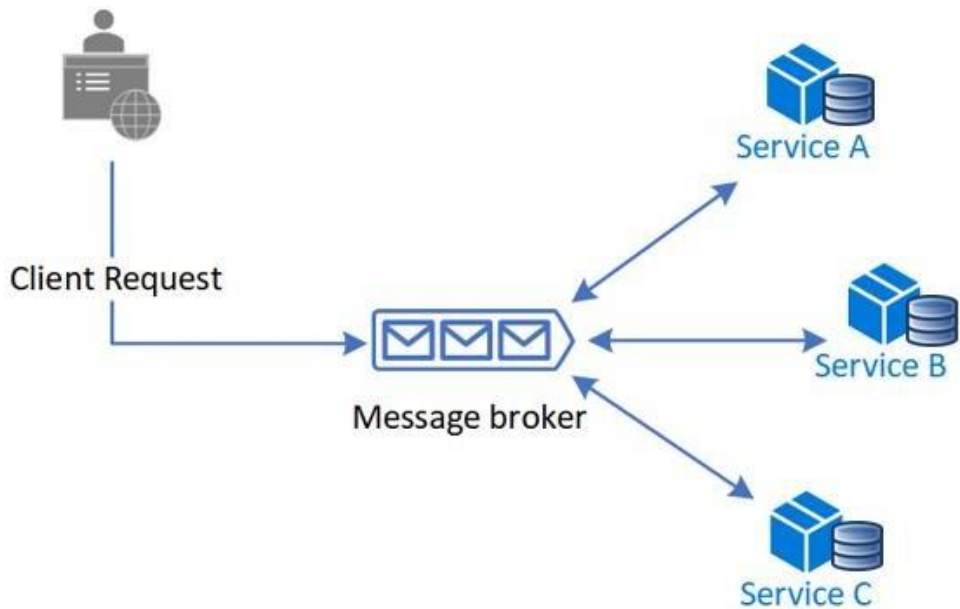 Service A
Client Request
Service B
Message broker
Service C